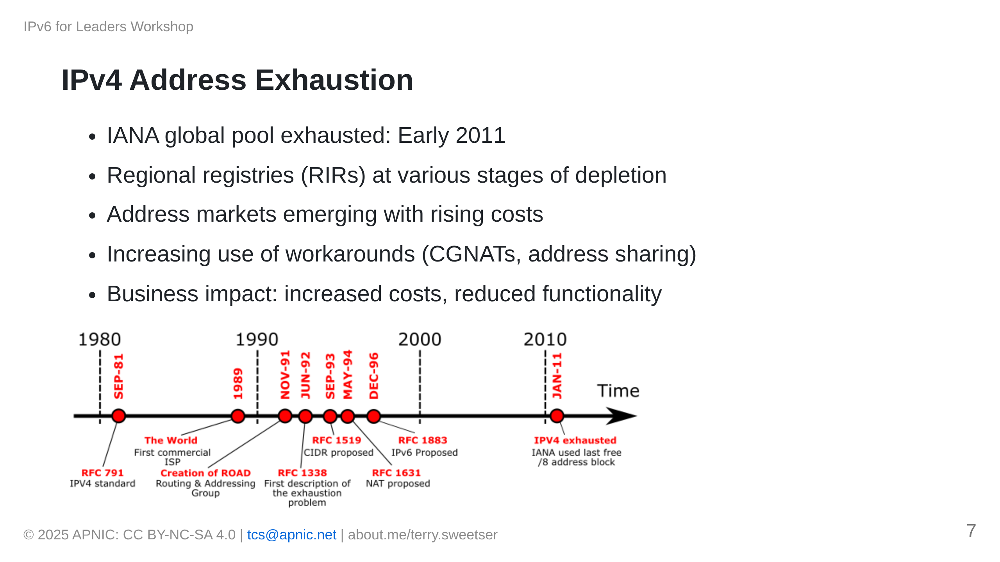 IPv6 for Leaders Workshop
IPv4 Address Exhaustion
• IANA global pool exhausted: Early 2011
• Regional registries (RIRs) at various stages of depletion
• Address markets emerging with rising costs
• Increasing use of workarounds (CGNATs, address sharing)
• Business impact: increased costs, reduced functionality
1980 1990 2000 2010
SEP-81
1989
NOV-91
JUN-92
SEP-93
MAY-94
DEC-96
JAN-11
Time
The World
First commercial
ISP
RFC 1519
CIDR proposed
RFC 1883
IPv6 Proposed
IPV4 exhausted
IANA used last free
/8 address block
RFC 791
IPV4 standard
Creation of ROAD
Routing & Addressing
Group
RFC 1338
First description of
the exhaustion
problem
RFC 1631
NAT proposed
© 2025 APNIC: CC BY-NC-SA 4.0 | tcs@apnic.net | about.me/terry.sweetser
7